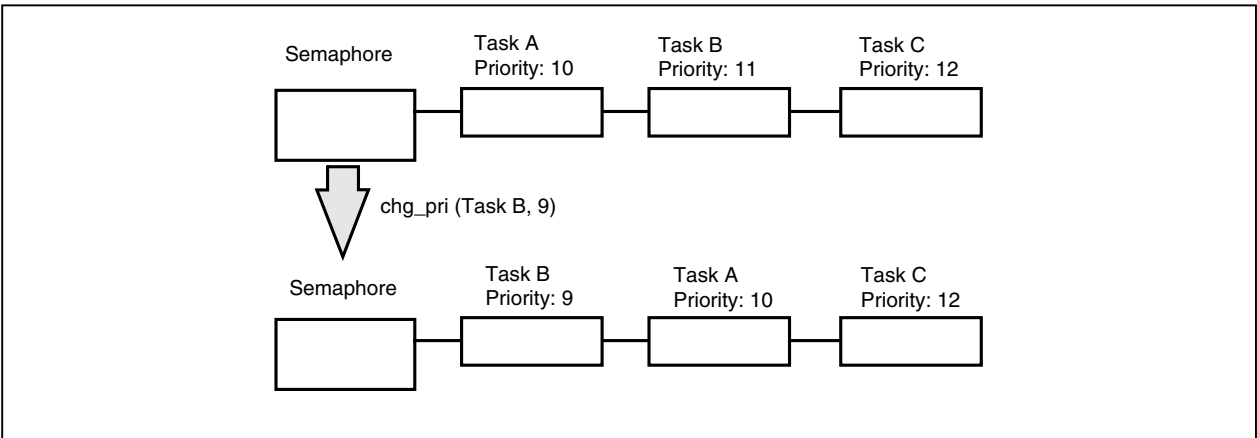 Semaphore
Task A
Priority: 10
Task B
Priority: 11
Task C
Priority: 12
chg_pri (Task B, 9)
Semaphore
Task B
Priority: 9
Task A
Priority: 10
Task C
Priority: 12